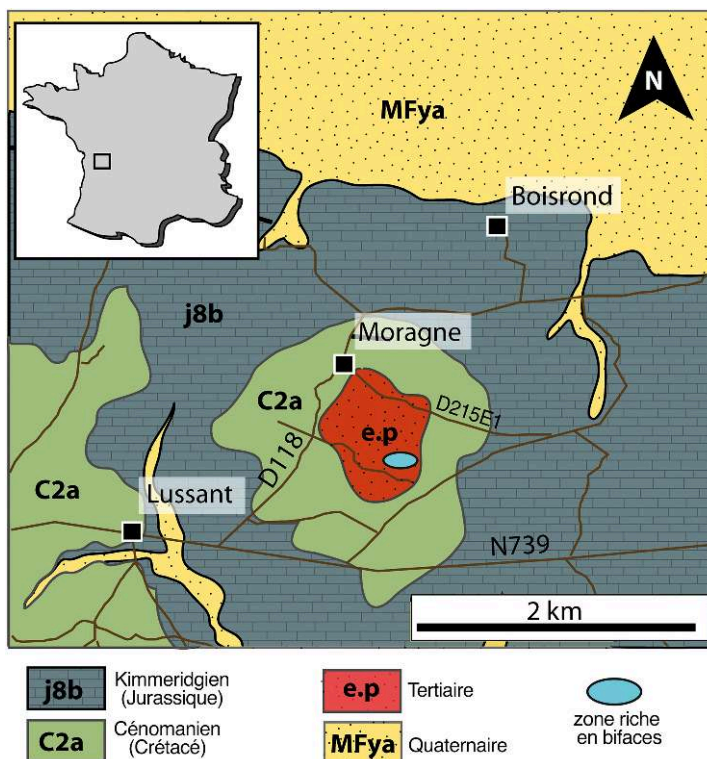 MFya
N
Boisrond
j8b
Moragne
C2a
D215E1
e.p
D118
C2a
Lussant
N739
2 km
j8b
Kimmeridgien
(Jurassique)
e.p
Tertiaire
C2a
Cénomanien
(Crétacé)
MFya
Quaternaire
zone riche
en bifaces